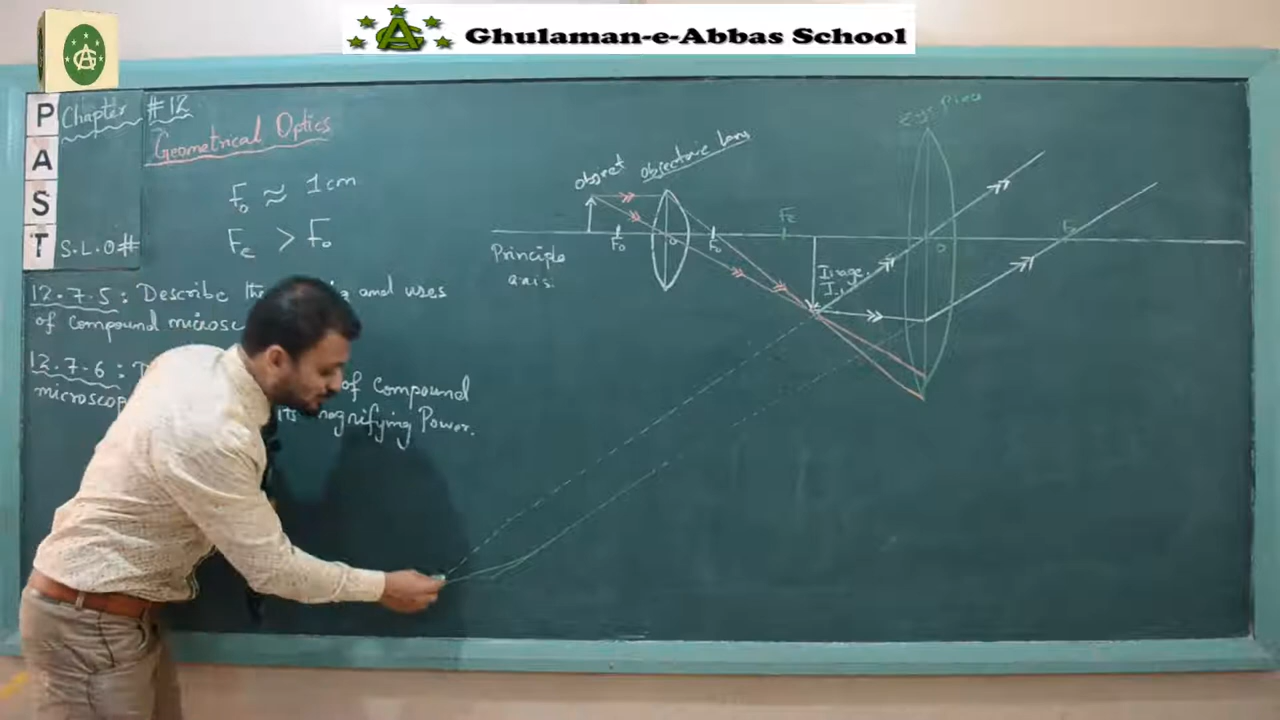 Ghulaman-e-Abbas School
P
A
S
T
Chapter #12
Geometrical Optics
Fo ≈ 1cm
Fe > Fo
S.L.O#
12.7.5: Describe the and uses
of compound microsc
12.7.6: of compound
microscop its magnifying Power.
object
objective lens
Eye Piece
Principle
axis
Fo
o
Fo
Fe
Image
I1
o
Fe